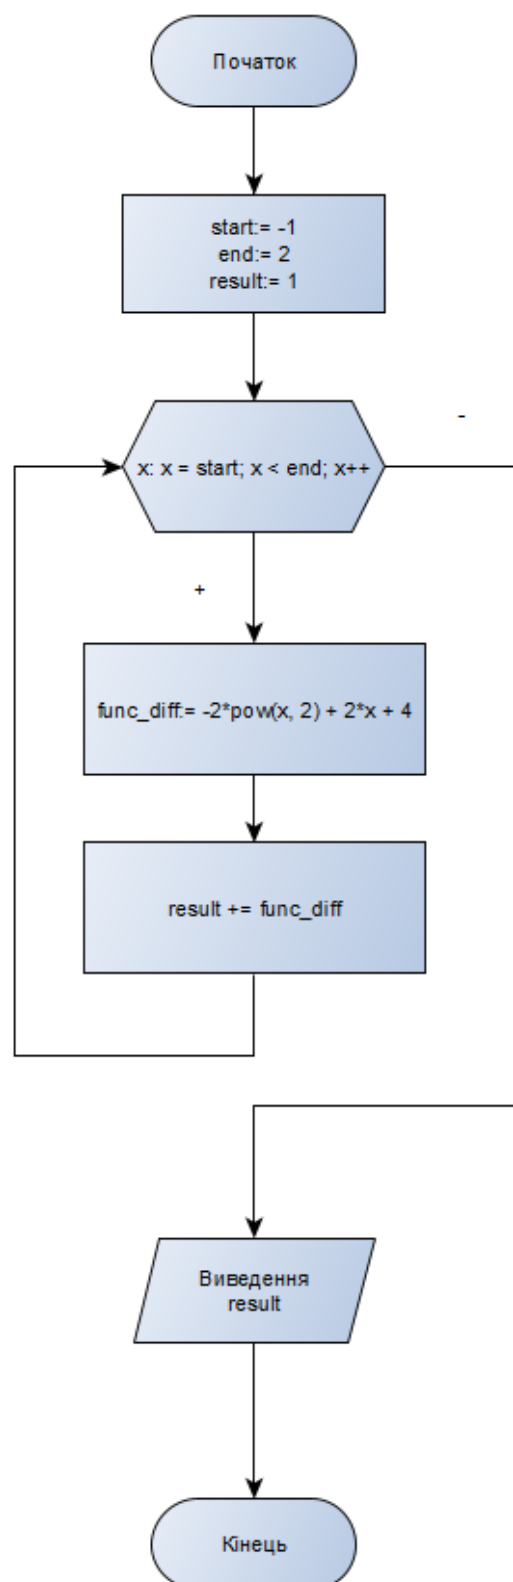 Початок
start:= -1
end:= 2
result:= 1
-
x: x = start; x < end; x++
+
func_diff:= -2*pow(x, 2) + 2*x + 4
result += func_diff
Виведення
result
Кінець